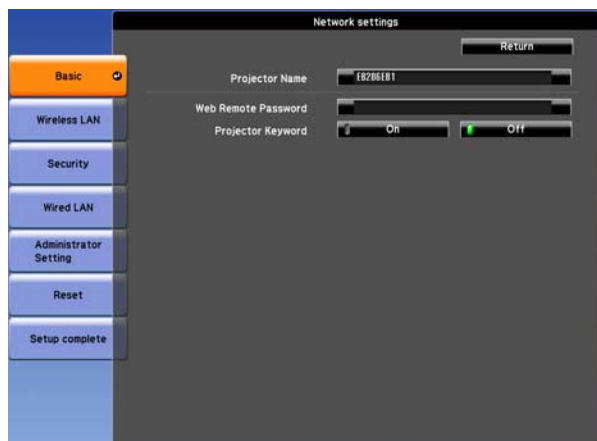 Network settings
Return
Basic
Projector Name
EB2B6EB1
Wireless LAN
Web Remote Password
Projector Keyword
On
Off
Security
Wired LAN
Administrator
Setting
Reset
Setup complete